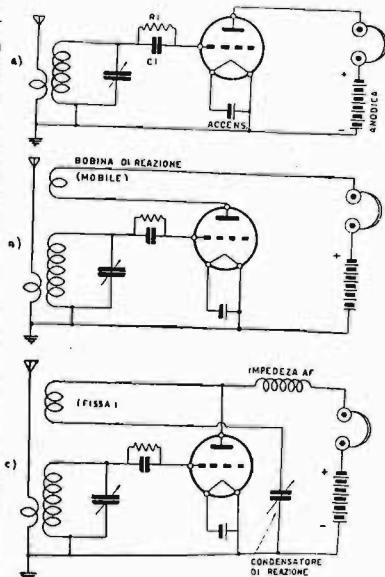 a)
R1
C1
ACCENS.
+
-
ANODICA
BOBINA DI REAZIONE
(MOBILE)
B)
+
IMPEDEZA AF
(FISSA)
C)
+
-
CONDENSATORE
DI REAZIONE